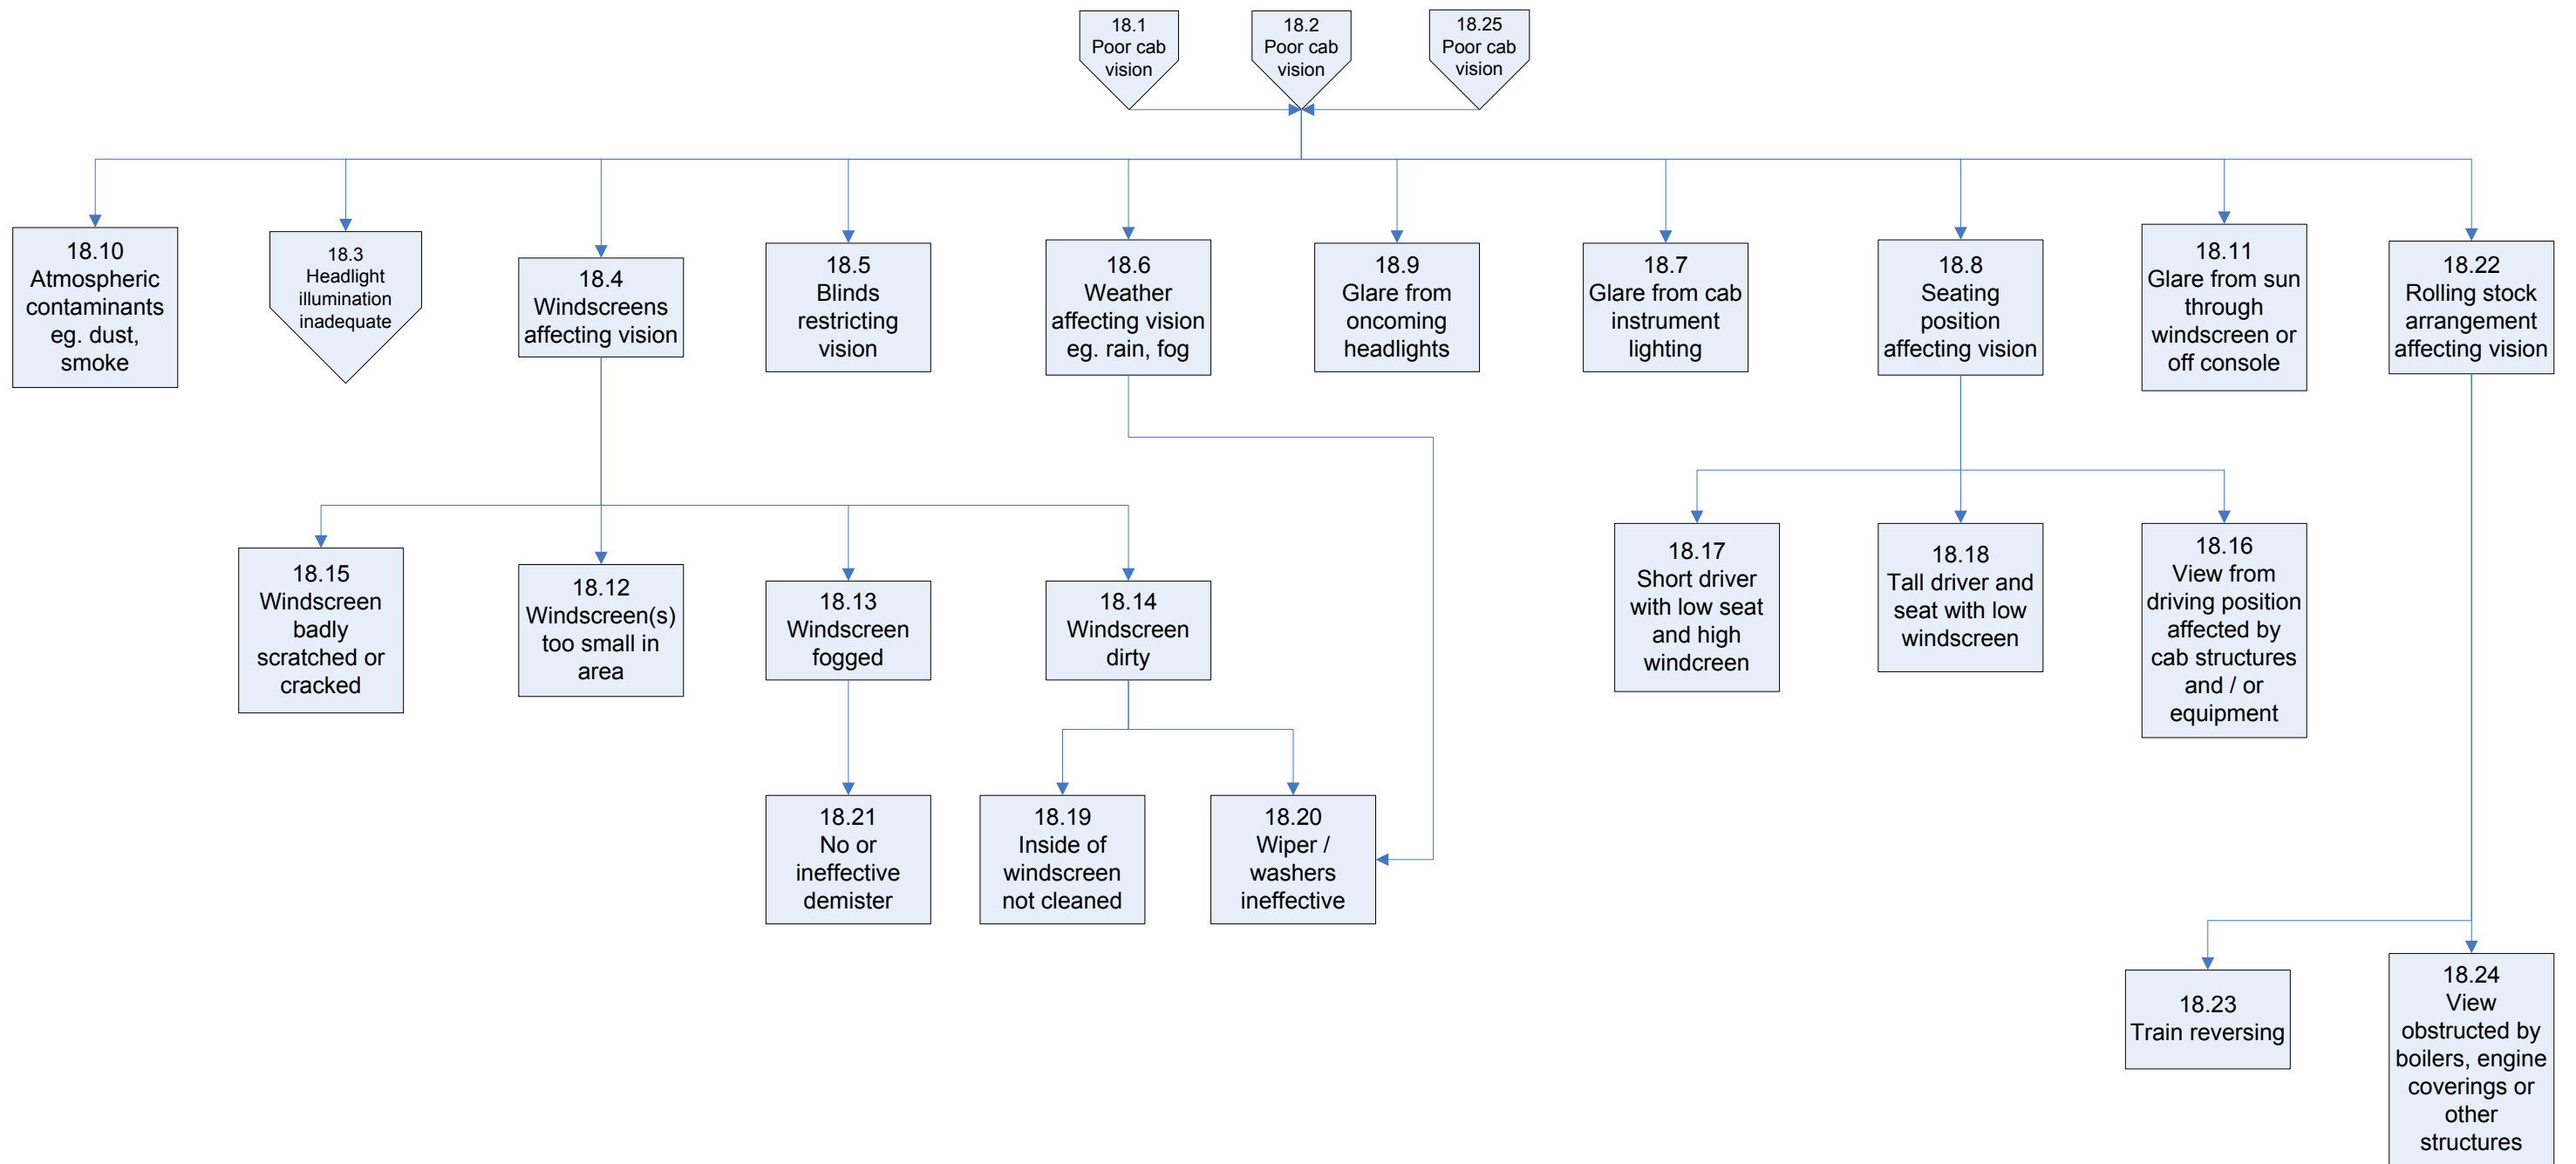 18.1
Poor cab
vision
18.2
Poor cab
vision
18.25
Poor cab
vision
18.10
Atmospheric
contaminants
eg. dust,
smoke
18.3
Headlight
illumination
inadequate
18.4
Windscreens
affecting vision
18.5
Blinds
restricting
vision
18.6
Weather
affecting vision
eg. rain, fog
18.9
Glare from
oncoming
headlights
18.7
Glare from cab
instrument
lighting
18.8
Seating
position
affecting vision
18.11
Glare from sun
through
windscreen or
off console
18.22
Rolling stock
arrangement
affecting vision
18.15
Windscreen
badly
scratched or
cracked
18.12
Windscreen(s)
too small in
area
18.13
Windscreen
fogged
18.14
Windscreen
dirty
18.17
Short driver
with low seat
and high
windcreen
18.18
Tall driver and
seat with low
windscreen
18.16
View from
driving position
affected by
cab structures
and / or
equipment
18.21
No or
ineffective
demister
18.19
Inside of
windscreen
not cleaned
18.20
Wiper /
washers
ineffective
18.23
Train reversing
18.24
View
obstructed by
boilers, engine
coverings or
other
structures